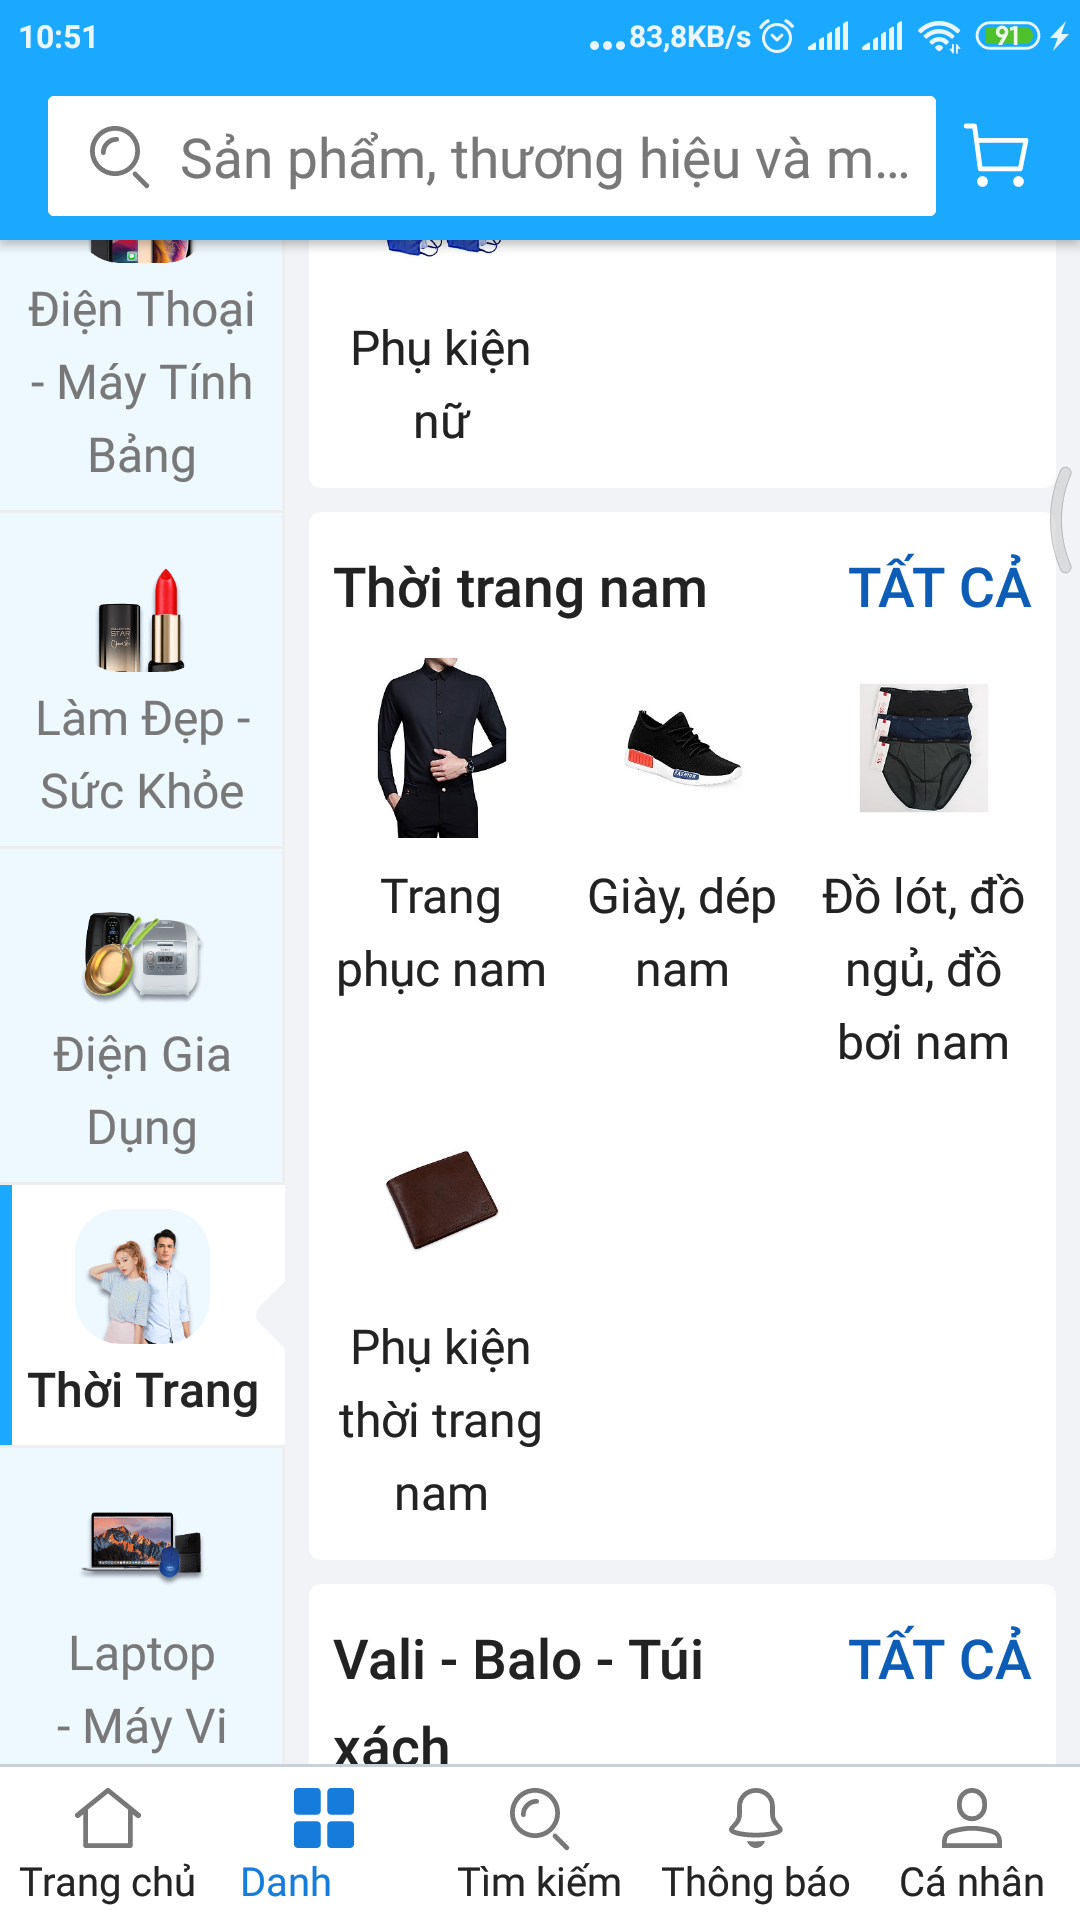 10:51
...83,8KB/s
91
Sản phẩm, thương hiệu và m...
Điện Thoại
- Máy Tính
Bảng
Làm Đẹp -
Sức Khỏe
Điện Gia
Dụng
Thời Trang
Laptop
- Máy Vi
Phụ kiện
nữ
Thời trang nam
TẤT CẢ
Trang
phục nam
Giày, dép
nam
Đồ lót, đồ
ngủ, đồ
bơi nam
Phụ kiện
thời trang
nam
Vali - Balo - Túi
xách
TẤT CẢ
Trang chủ
Danh
Tìm kiếm
Thông báo
Cá nhân